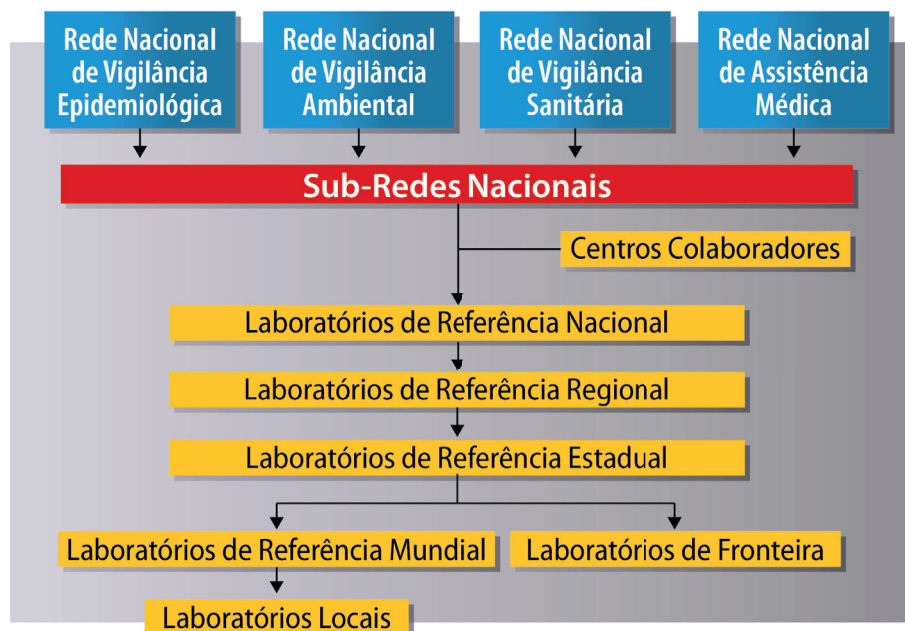 Rede Nacional
de Vigilância
Epidemiológica
Rede Nacional
de Vigilância
Ambiental
Rede Nacional
de Vigilância
Sanitária
Rede Nacional
de Assistência
Médica
Sub-Redes Nacionais
Centros Colaboradores
Laboratórios de Referência Nacional
Laboratórios de Referência Regional
Laboratórios de Referência Estadual
Laboratórios de Referência Mundial
Laboratórios de Fronteira
Laboratórios Locais